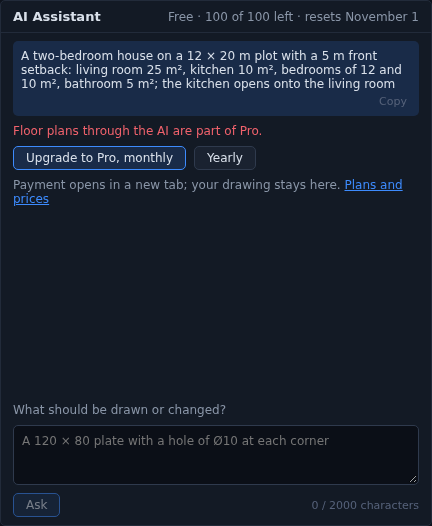 AI Assistant
Free · 100 of 100 left · resets November 1
A two-bedroom house on a 12 × 20 m plot with a 5 m front
setback: living room 25 m², kitchen 10 m², bedrooms of 12 and
10 m², bathroom 5 m²; the kitchen opens onto the living room
Copy
Floor plans through the AI are part of Pro.
Upgrade to Pro, monthly
Yearly
Payment opens in a new tab; your drawing stays here. Plans and
prices
What should be drawn or changed?
A 120 × 80 plate with a hole of Ø10 at each corner
Ask
0 / 2000 characters